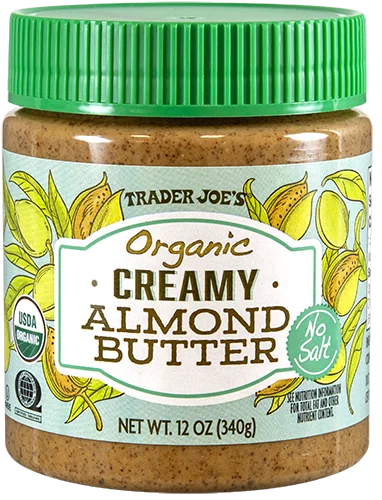 TRADER JOE'S
Organic
· CREAMY ·
ALMOND
BUTTER
No
Salt
USDA
ORGANIC
SEE NUTRITION INFORMATION
FOR TOTAL FAT AND OTHER
NUTRIENT CONTENT.
NET WT. 12 OZ (340g)